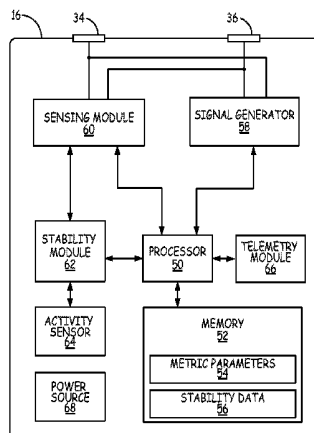 16
34
36
SENSING MODULE
60
SIGNAL GENERATOR
58
STABILITY
MODULE
62
PROCESSOR
50
TELEMETRY
MODULE
66
ACTIVITY
SENSOR
64
MEMORY
52
METRIC PARAMETERS
54
STABILITY DATA
56
POWER
SOURCE
68